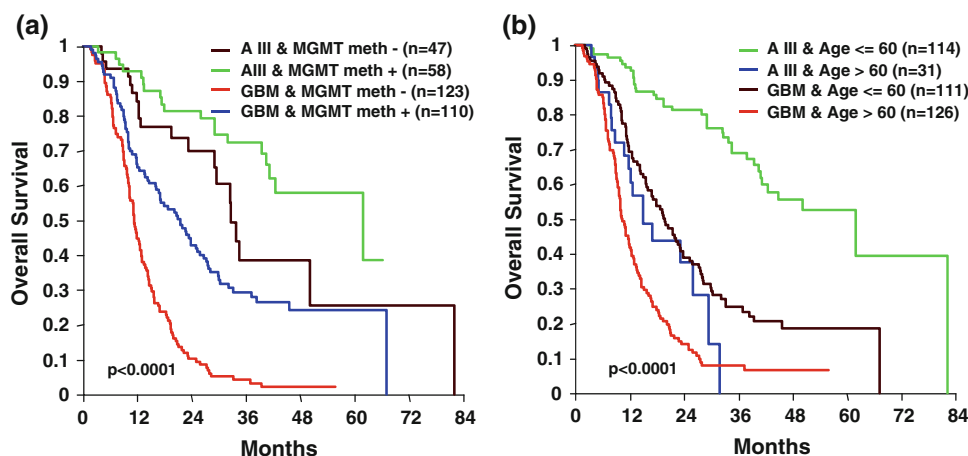 (a)
A III & MGMT meth - (n=47)
AIII & MGMT meth + (n=58)
GBM & MGMT meth - (n=123)
GBM & MGMT meth + (n=110)
Overall Survival
1
0.9
0.8
0.7
0.6
0.5
0.4
0.3
0.2
0.1
0
p<0.0001
0 12 24 36 48 60 72 84
Months
(b)
A III & Age <= 60 (n=114)
A III & Age > 60 (n=31)
GBM & Age <= 60 (n=111)
GBM & Age > 60 (n=126)
Overall Survival
1
0.9
0.8
0.7
0.6
0.5
0.4
0.3
0.2
0.1
0
p<0.0001
0 12 24 36 48 60 72 84
Months